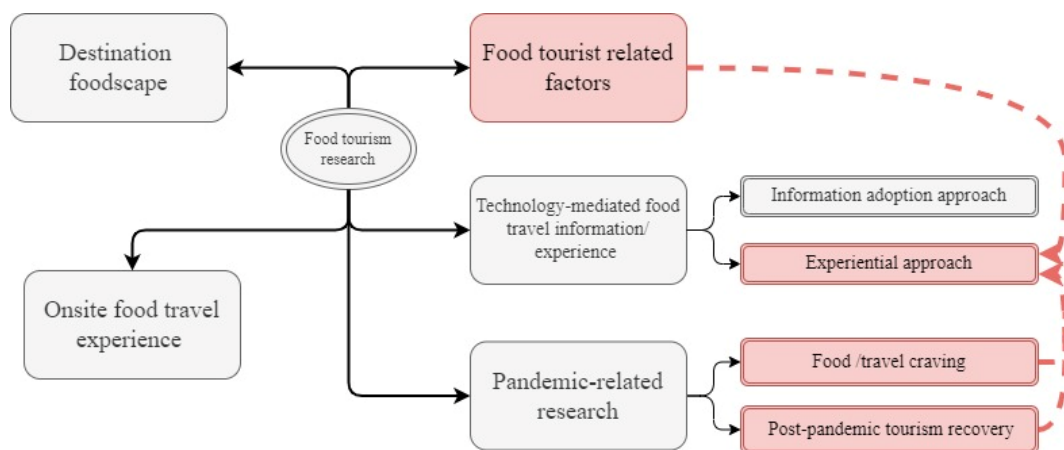 Destination
foodscape
Food tourist related
factors
Food tourism
research
Technology-mediated food
travel information/
experience
Information adoption approach
Experiential approach
Onsite food travel
experience
Pandemic-related
research
Food /travel craving
Post-pandemic tourism recovery